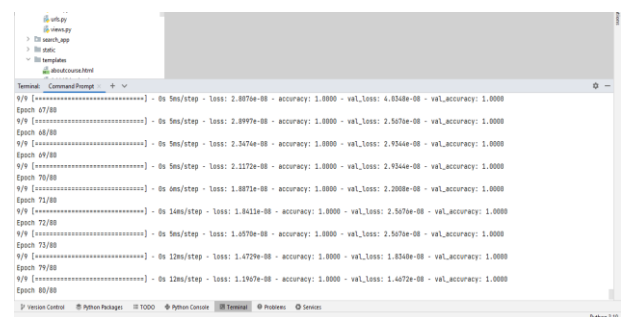 urls.py
views.py
search_app
static
templates
aboutcourse.html
Terminal: Command Prompt
9/9 [==============================] - 0s 5ms/step - loss: 2.8076e-08 - accuracy: 1.0000 - val_loss: 4.0348e-08 - val_accuracy: 1.0000
Epoch 67/80
9/9 [==============================] - 0s 5ms/step - loss: 2.8997e-08 - accuracy: 1.0000 - val_loss: 2.5676e-08 - val_accuracy: 1.0000
Epoch 68/80
9/9 [==============================] - 0s 5ms/step - loss: 2.3474e-08 - accuracy: 1.0000 - val_loss: 2.9344e-08 - val_accuracy: 1.0000
Epoch 69/80
9/9 [==============================] - 0s 5ms/step - loss: 2.1172e-08 - accuracy: 1.0000 - val_loss: 2.9344e-08 - val_accuracy: 1.0000
Epoch 70/80
9/9 [==============================] - 0s 6ms/step - loss: 1.8871e-08 - accuracy: 1.0000 - val_loss: 2.2008e-08 - val_accuracy: 1.0000
Epoch 71/80
9/9 [==============================] - 0s 14ms/step - loss: 1.8411e-08 - accuracy: 1.0000 - val_loss: 2.5676e-08 - val_accuracy: 1.0000
Epoch 72/80
9/9 [==============================] - 0s 5ms/step - loss: 1.6570e-08 - accuracy: 1.0000 - val_loss: 2.5676e-08 - val_accuracy: 1.0000
Epoch 73/80
9/9 [==============================] - 0s 12ms/step - loss: 1.4729e-08 - accuracy: 1.0000 - val_loss: 1.8340e-08 - val_accuracy: 1.0000
Epoch 79/80
9/9 [==============================] - 0s 12ms/step - loss: 1.1967e-08 - accuracy: 1.0000 - val_loss: 1.4672e-08 - val_accuracy: 1.0000
Epoch 80/80
Version Control Python Packages TODO Python Console Terminal Problems Services